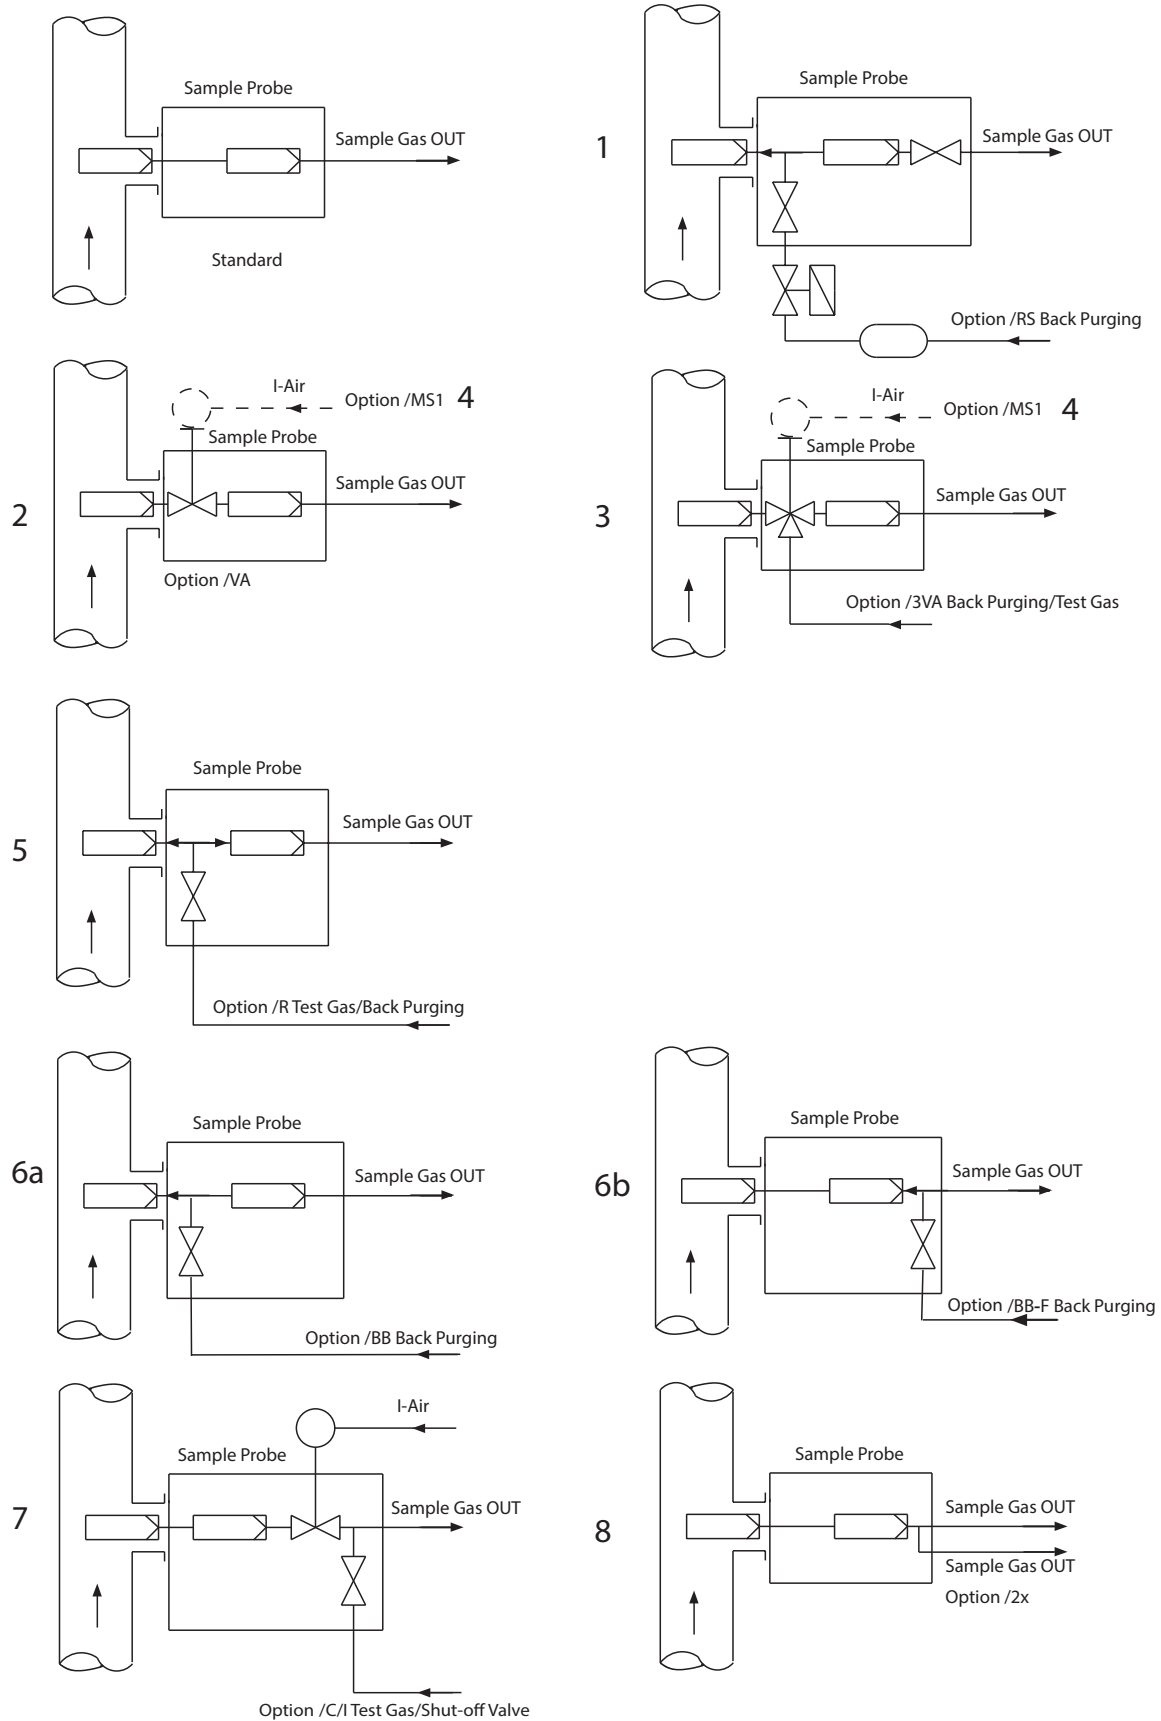 Sample Probe
Sample Gas OUT
Standard
1
Sample Probe
Sample Gas OUT
Option /RS Back Purging
2
I-Air
Option /MS1 4
Sample Probe
Sample Gas OUT
Option /VA
3
I-Air
Option /MS1 4
Sample Probe
Sample Gas OUT
Option /3VA Back Purging/Test Gas
5
Sample Probe
Sample Gas OUT
Option /R Test Gas/Back Purging
6a
Sample Probe
Sample Gas OUT
Option /BB Back Purging
6b
Sample Probe
Sample Gas OUT
Option /BB-F Back Purging
7
I-Air
Sample Probe
Sample Gas OUT
Option /C/I Test Gas/Shut-off Valve
8
Sample Probe
Sample Gas OUT
Sample Gas OUT
Option /2x